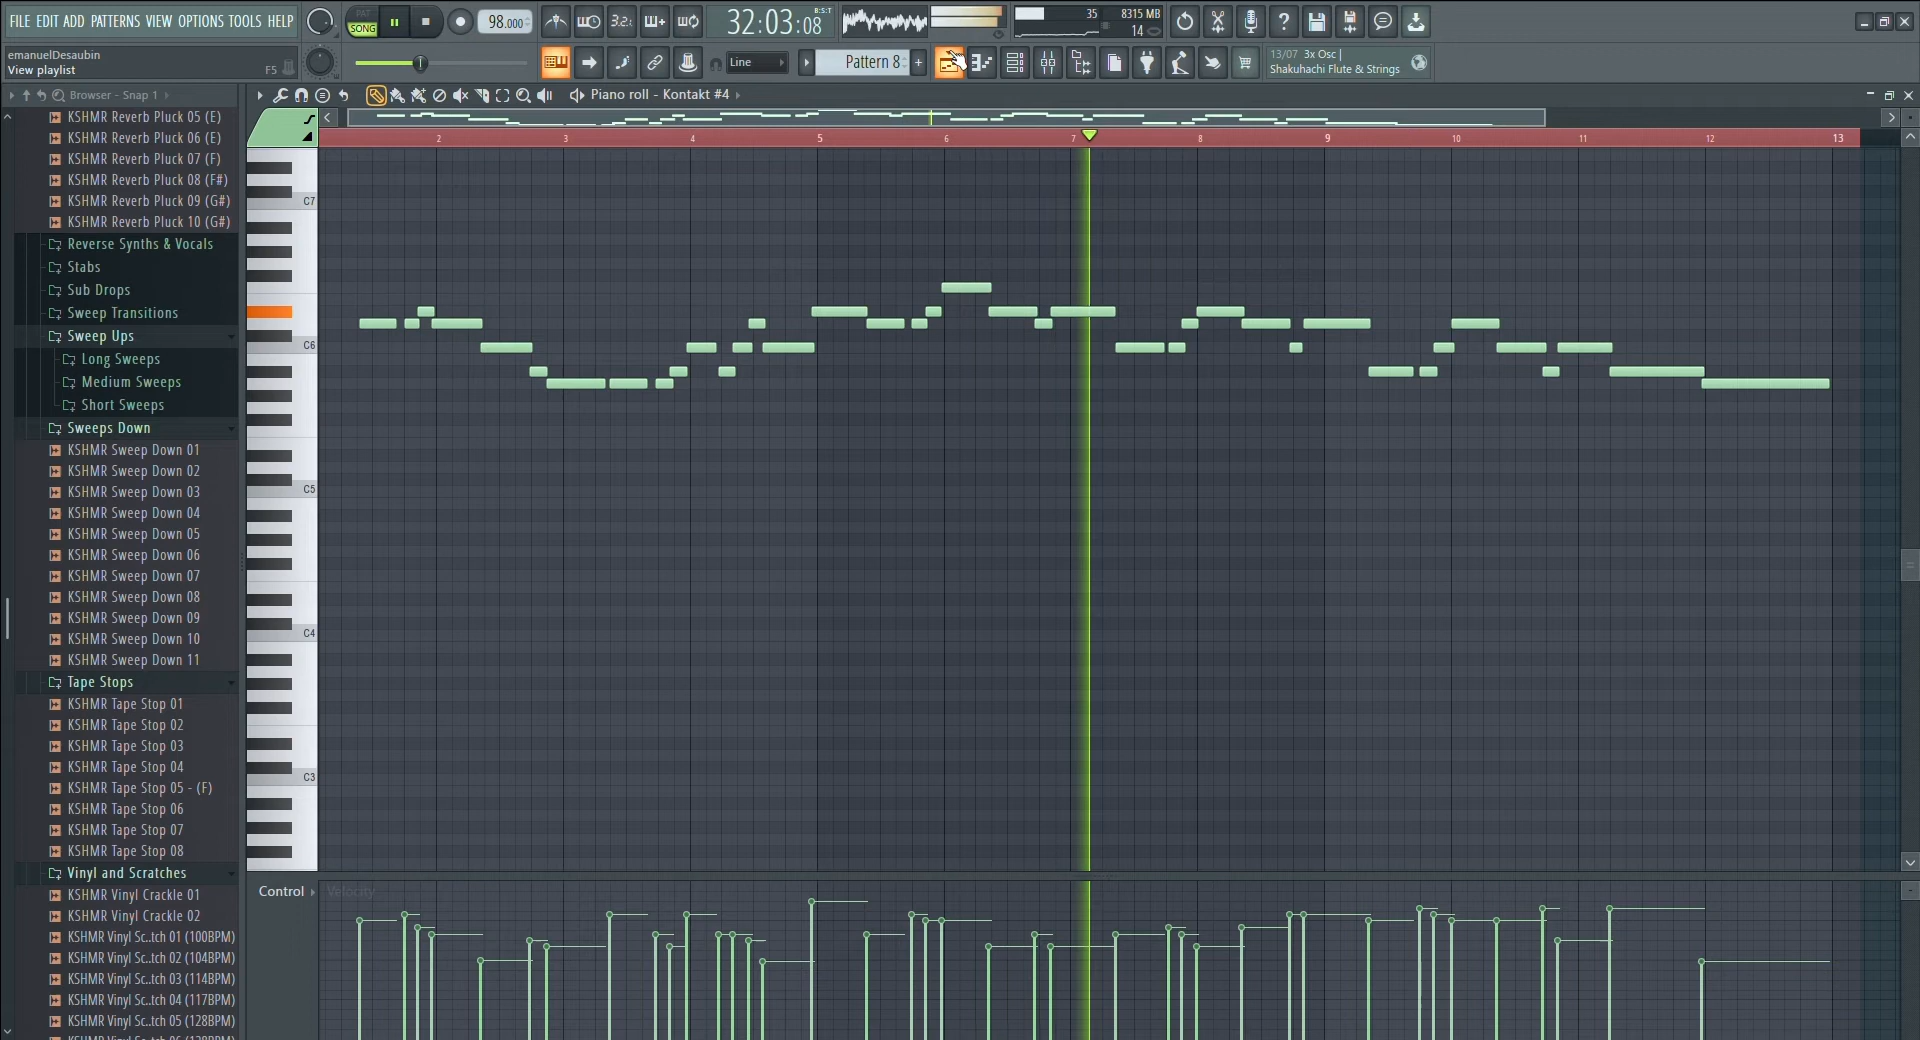 FILE EDIT ADD PATTERNS VIEW OPTIONS TOOLS HELP
PAT
SONG
98.000
3.2.
32:03:08
B:S:T
35
8315 MB
14
emanuelDesaubin
View playlist
F5
Line
Pattern 8
13/07 3x Osc |
Shakuhachi Flute & Strings
Browser - Snap 1
Piano roll - Kontakt #4
KSHMR Reverb Pluck 05 (E)
KSHMR Reverb Pluck 06 (E)
KSHMR Reverb Pluck 07 (F)
KSHMR Reverb Pluck 08 (F#)
KSHMR Reverb Pluck 09 (G#)
KSHMR Reverb Pluck 10 (G#)
Reverse Synths & Vocals
Stabs
Sub Drops
Sweep Transitions
Sweep Ups
Long Sweeps
Medium Sweeps
Short Sweeps
Sweeps Down
KSHMR Sweep Down 01
KSHMR Sweep Down 02
KSHMR Sweep Down 03
KSHMR Sweep Down 04
KSHMR Sweep Down 05
KSHMR Sweep Down 06
KSHMR Sweep Down 07
KSHMR Sweep Down 08
KSHMR Sweep Down 09
KSHMR Sweep Down 10
KSHMR Sweep Down 11
Tape Stops
KSHMR Tape Stop 01
KSHMR Tape Stop 02
KSHMR Tape Stop 03
KSHMR Tape Stop 04
KSHMR Tape Stop 05 - (F)
KSHMR Tape Stop 06
KSHMR Tape Stop 07
KSHMR Tape Stop 08
Vinyl and Scratches
KSHMR Vinyl Crackle 01
KSHMR Vinyl Crackle 02
KSHMR Vinyl Sc..tch 01 (100BPM)
KSHMR Vinyl Sc..tch 02 (104BPM)
KSHMR Vinyl Sc..tch 03 (114BPM)
KSHMR Vinyl Sc..tch 04 (117BPM)
KSHMR Vinyl Sc..tch 05 (128BPM)
2 3 4 5 6 7 8 9 10 11 12 13
C7
C6
C5
C4
C3
Control
Velocity